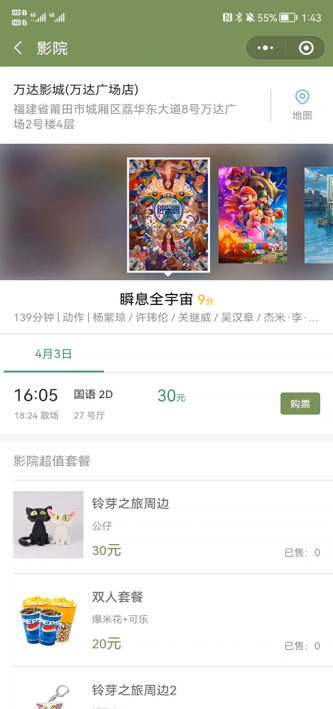 55% 1:43
影院
万达影城(万达广场店)
福建省莆田市城厢区荔华东大道8号万达广
场2号楼4层
地图
瞬息全宇宙 9分
139分钟 | 动作 | 杨紫琼 / 许玮伦 / 关继威 / 吴汉章 / 杰米·李·...
4月3日
16:05 国语 2D 30元 购票
18:24 散场 27 号厅
影院超值套餐
铃芽之旅周边
公仔
30元 已售：0
双人套餐
爆米花+可乐
20元 已售：0
铃芽之旅周边2